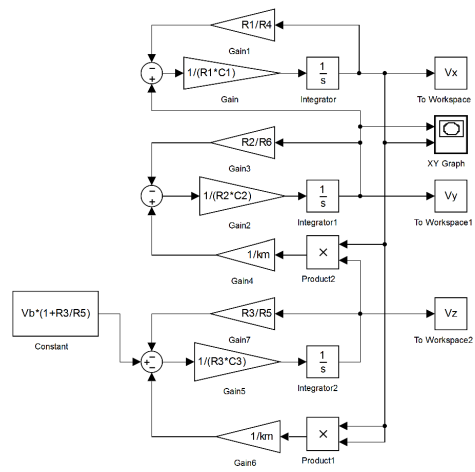 R1/R4
Gain1
1/(R1*C1)
1
s
Vx
Gain
Integrator
To Workspace
XY Graph
R2/R6
Gain3
1/(R2*C2)
1
s
Vy
Gain2
Integrator1
To Workspace1
1/km
×
Gain4
Product2
Vb*(1+R3/R5)
R3/R5
Vz
Constant
Gain7
To Workspace2
1/(R3*C3)
1
s
Gain5
Integrator2
1/km
×
Gain6
Product1